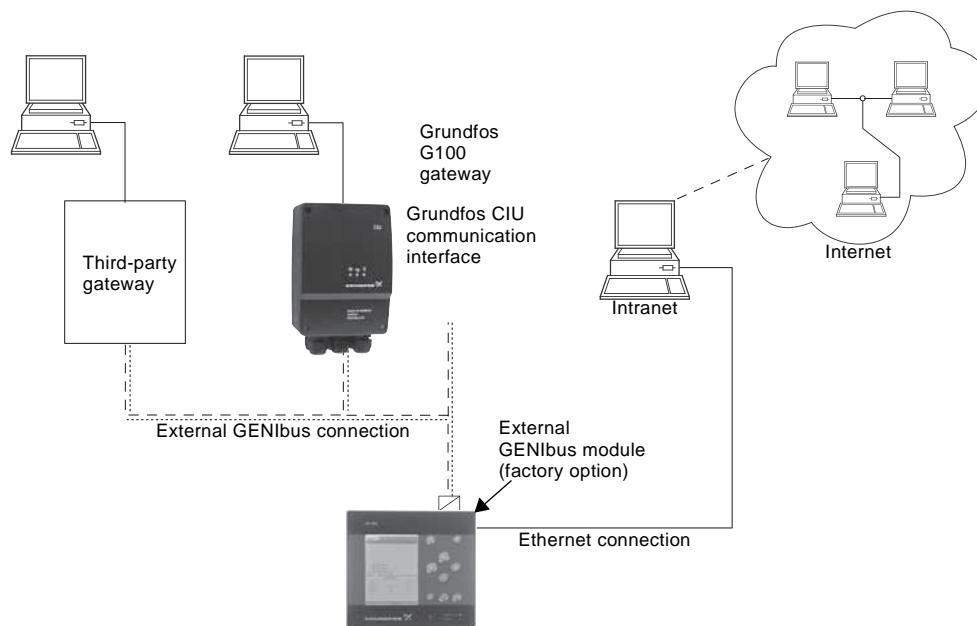 Grundfos
G100
gateway
Grundfos CIU
communication
interface
Third-party
gateway
Internet
Intranet
External GENIbus connection
External
GENIbus module
(factory option)
Ethernet connection